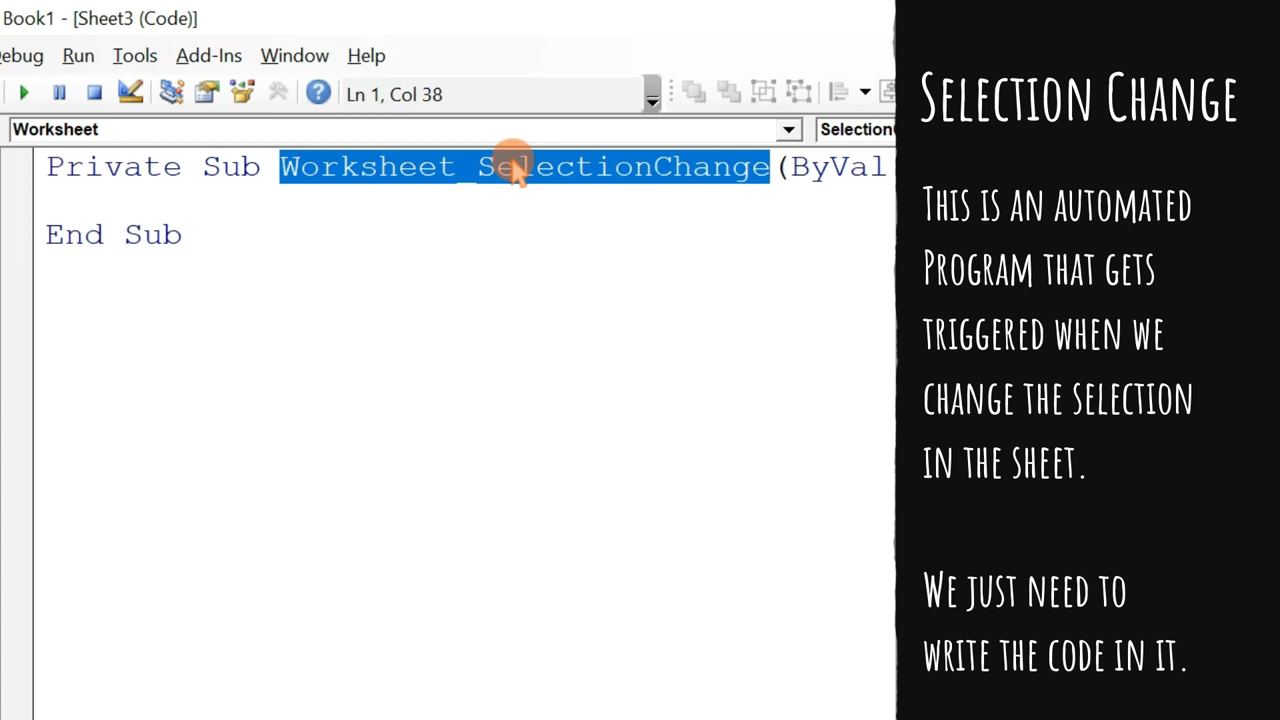 Book1 - [Sheet3 (Code)]
ebug Run Tools Add-Ins Window Help
Ln 1, Col 38
Worksheet
Private Sub Worksheet_SelectionChange(ByVal
End Sub
SELECTION CHANGE
THIS IS AN AUTOMATED
PROGRAM THAT GETS
TRIGGERED WHEN WE
CHANGE THE SELECTION
IN THE SHEET.
WE JUST NEED TO
WRITE THE CODE IN IT.